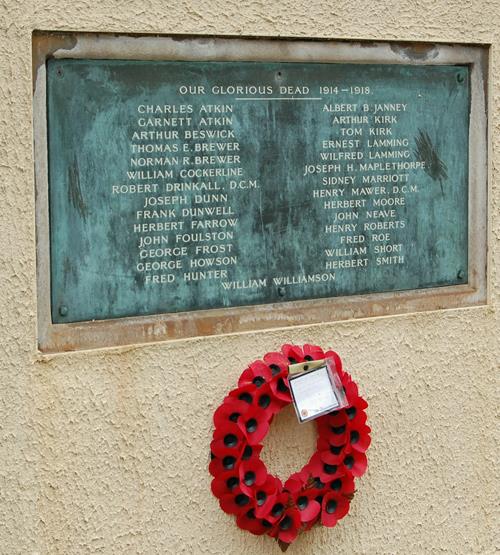 OUR GLORIOUS DEAD 1914-1918.
CHARLES ATKIN
GARNETT ATKIN
ARTHUR BESWICK
THOMAS E. BREWER
NORMAN R. BREWER
WILLIAM COCKERLINE
ROBERT DRINKALL, D.C.M.
JOSEPH DUNN
FRANK DUNWELL
HERBERT FARROW
JOHN FOULSTON
GEORGE FROST
GEORGE HOWSON
FRED HUNTER
ALBERT B. JANNEY
ARTHUR KIRK
TOM KIRK
ERNEST LAMMING
WILFRED LAMMING
JOSEPH H. MAPLETHORPE
SIDNEY MARRIOTT
HENRY MAWER, D.C.M.
HERBERT MOORE
JOHN NEAVE
HENRY ROBERTS
FRED ROE
WILLIAM SHORT
HERBERT SMITH
WILLIAM WILLIAMSON